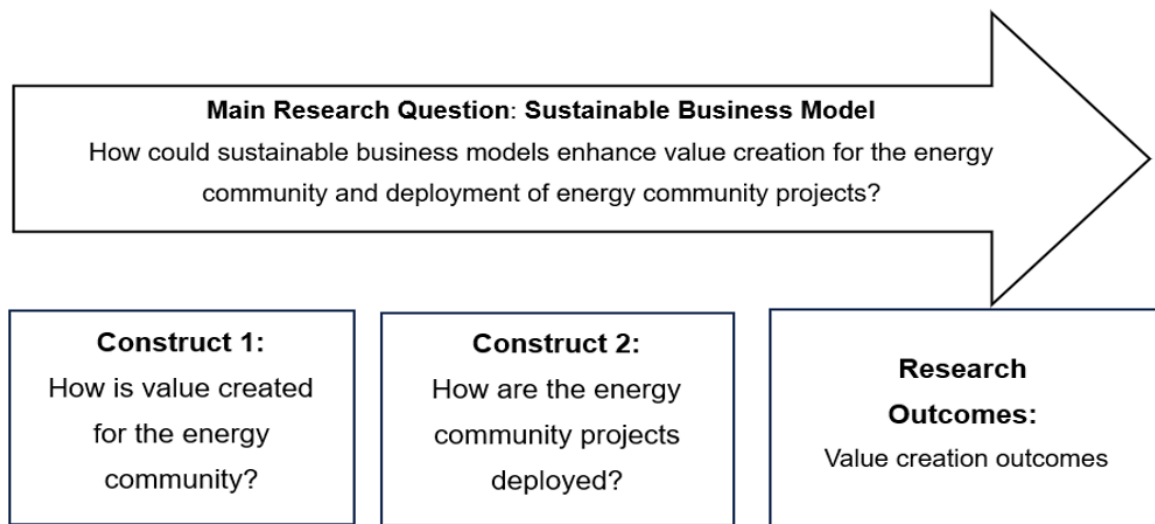 Main Research Question: Sustainable Business Model
How could sustainable business models enhance value creation for the energy
community and deployment of energy community projects?
Construct 1:
How is value created
for the energy
community?
Construct 2:
How are the energy
community projects
deployed?
Research
Outcomes:
Value creation outcomes